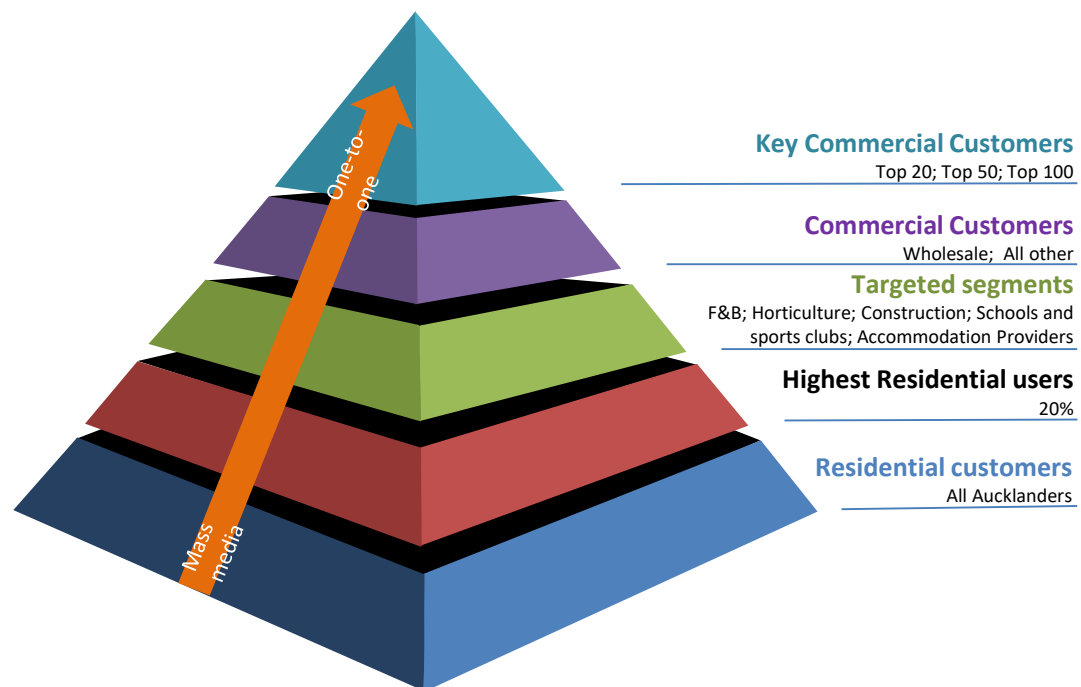 One-to-
one
Mass
media
Key Commercial Customers
Top 20; Top 50; Top 100
Commercial Customers
Wholesale;  All other
Targeted segments
F&B; Horticulture; Construction; Schools and
sports clubs; Accommodation Providers
Highest Residential users
20%
Residential customers
All Aucklanders